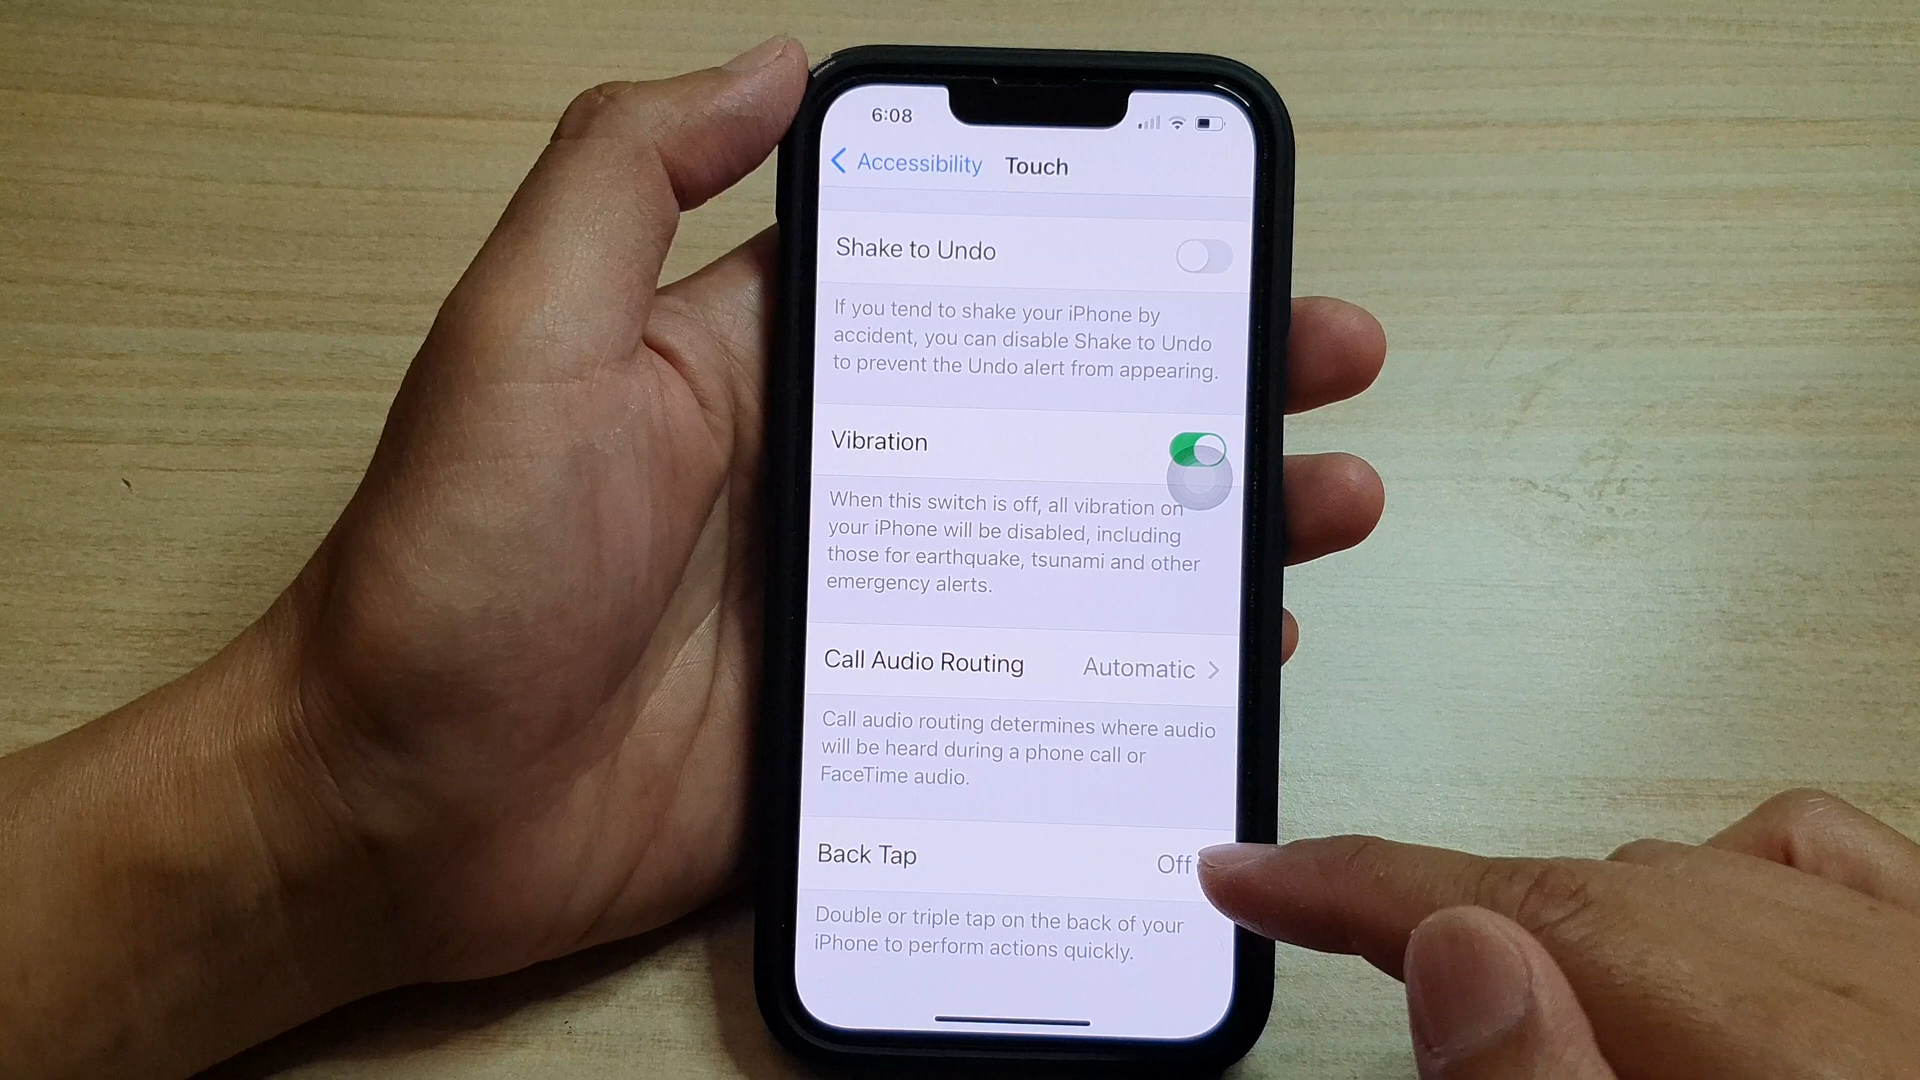 6:08
Accessibility Touch
Shake to Undo
If you tend to shake your iPhone by
accident, you can disable Shake to Undo
to prevent the Undo alert from appearing.
Vibration
When this switch is off, all vibration on
your iPhone will be disabled, including
those for earthquake, tsunami and other
emergency alerts.
Call Audio Routing Automatic
Call audio routing determines where audio
will be heard during a phone call or
FaceTime audio.
Back Tap Off
Double or triple tap on the back of your
iPhone to perform actions quickly.